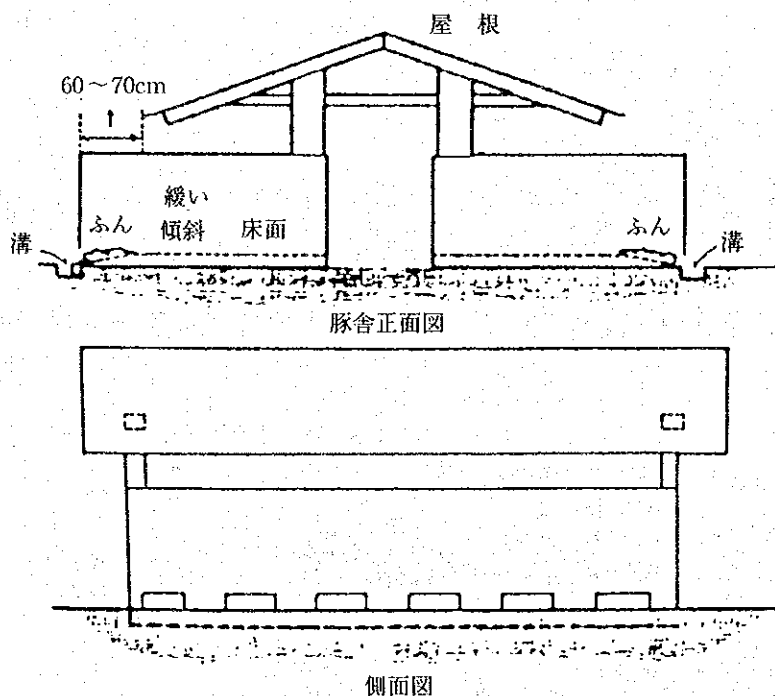 屋 根
60～70cm
緩い
ふん 傾斜 床面 ふん
溝 溝
豚舎正面図
側面図